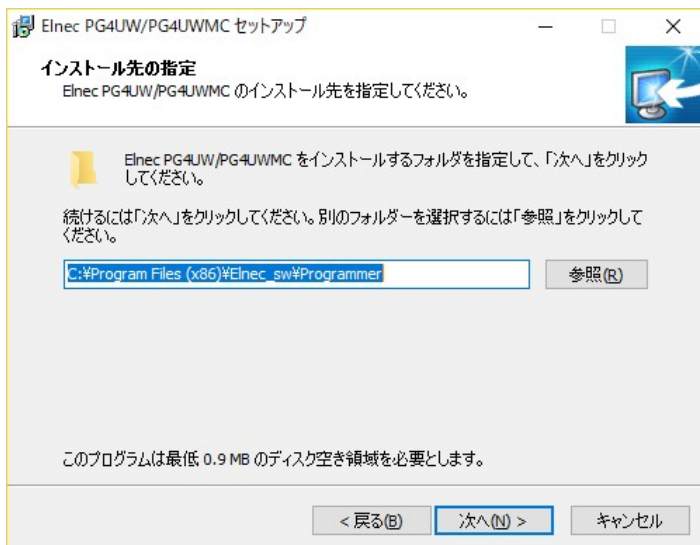 Elnec PG4UW/PG4UWMC セットアップ
インストール先の指定
Elnec PG4UW/PG4UWMC のインストール先を指定してください。
Elnec PG4UW/PG4UWMC をインストールするフォルダを指定して、「次へ」をクリック
してください。
続けるには「次へ」をクリックしてください。別のフォルダーを選択するには「参照」をクリックして
ください。
C:¥Program Files (x86)¥Elnec_sw¥Programmer
参照(R)
このプログラムは最低 0.9 MB のディスク空き領域を必要とします。
< 戻る(B)
次へ(N) >
キャンセル